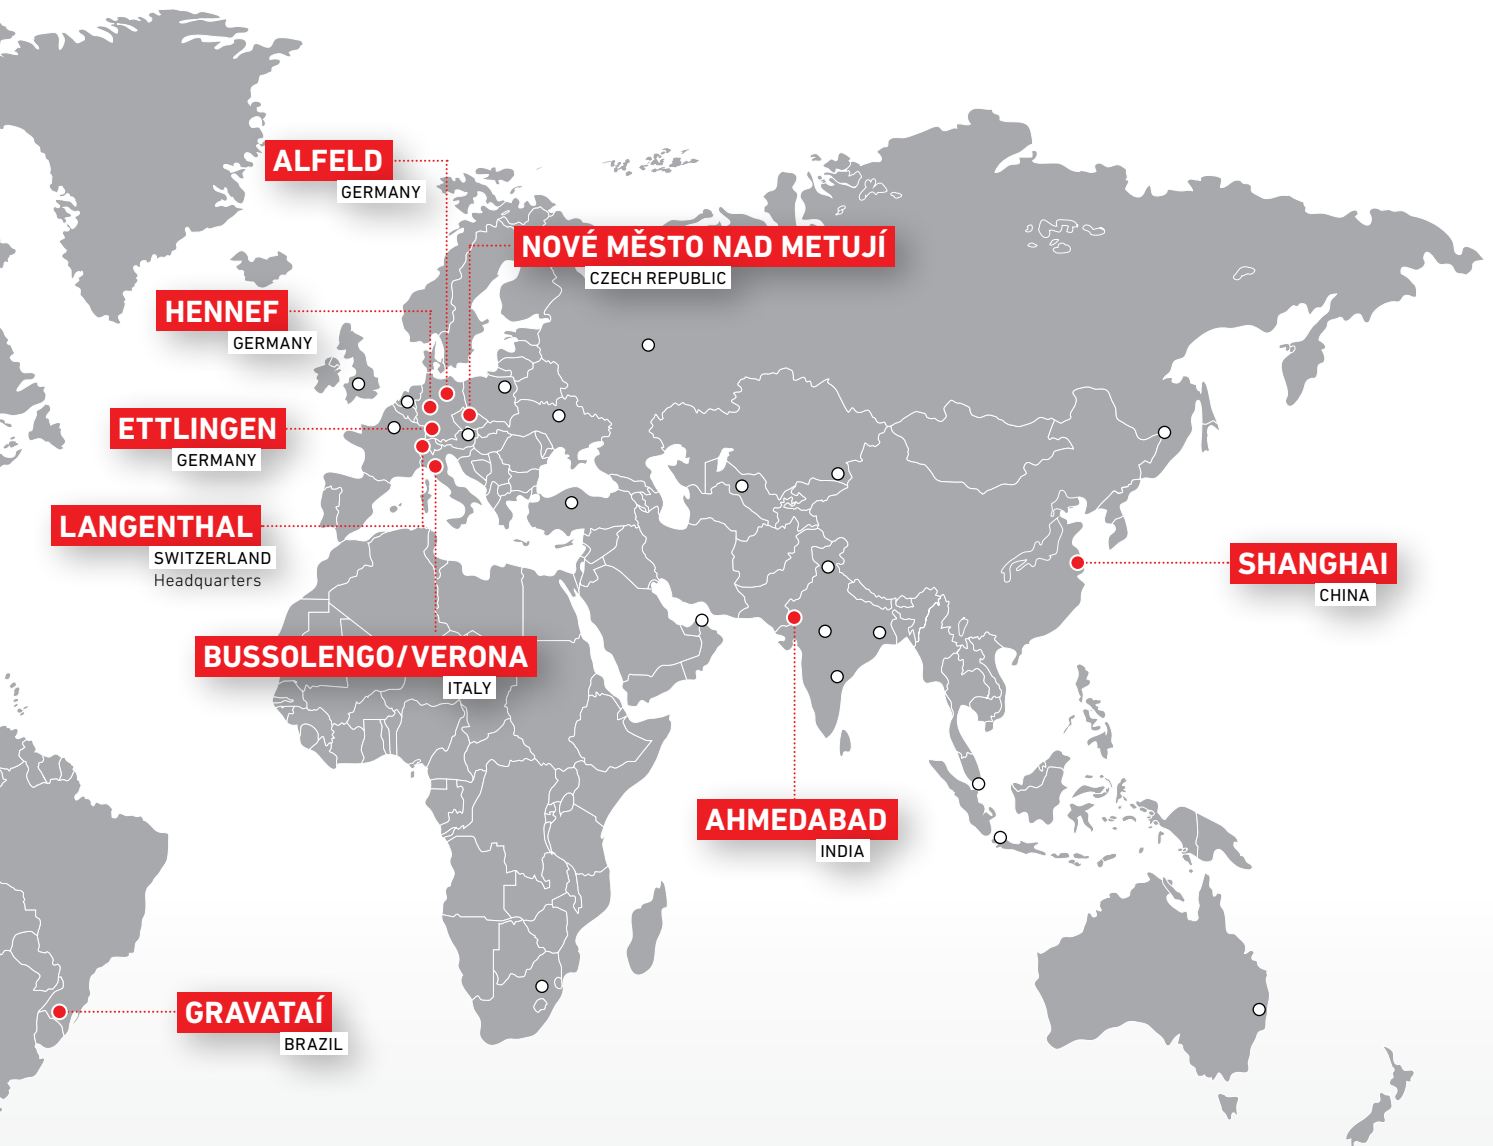 ALFELD
GERMANY
NOVÉ MĚSTO NAD METUJÍ
CZECH REPUBLIC
HENNEF
GERMANY
ETTLINGEN
GERMANY
LANGENTHAL
SWITZERLAND
Headquarters
SHANGHAI
CHINA
BUSSOLENGO/VERONA
ITALY
AHMEDABAD
INDIA
GRAVATAÍ
BRAZIL